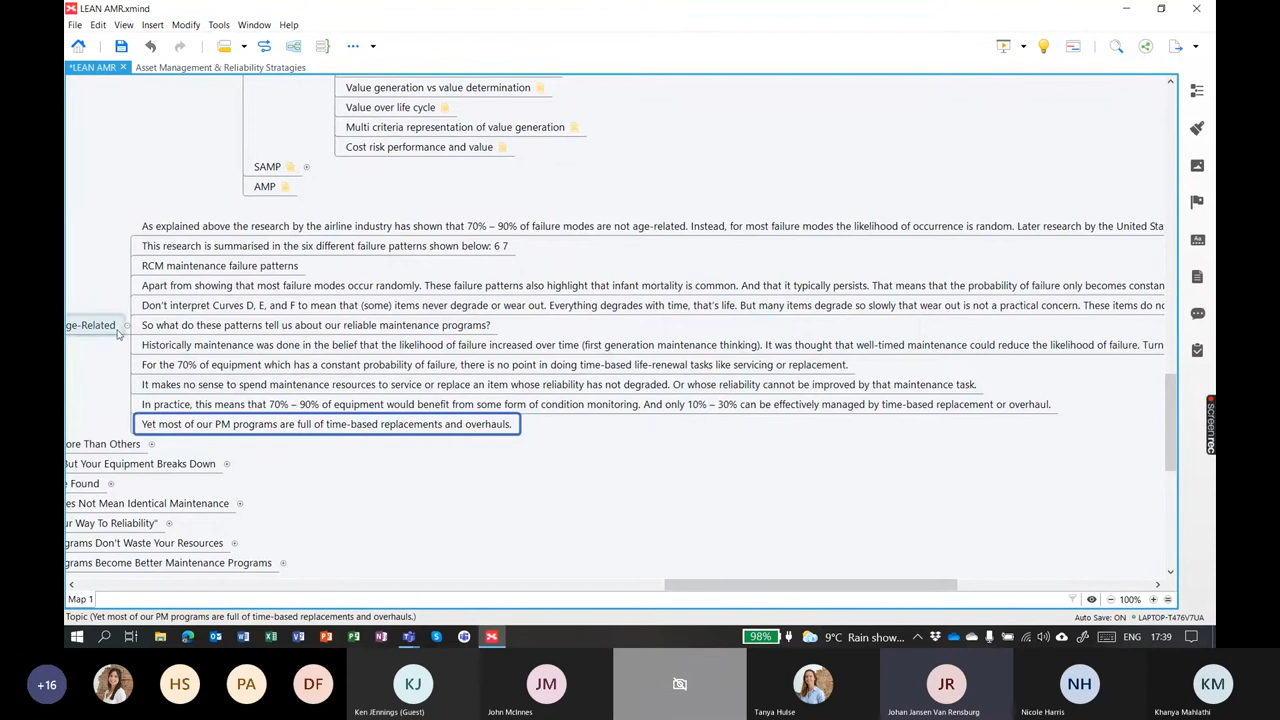 LEAN AMR.xmind
File Edit View Insert Modify Tools Window Help
*LEAN AMR
Asset Management & Reliability Stratagies
Value generation vs value determination
Value over life cycle
Multi criteria representation of value generation
Cost risk performance and value
SAMP
AMP
As explained above the research by the airline industry has shown that 70% – 90% of failure modes are not age-related. Instead, for most failure modes the likelihood of occurrence is random. Later research by the United Sta
This research is summarised in the six different failure patterns shown below: 6 7
RCM maintenance failure patterns
Apart from showing that most failure modes occur randomly. These failure patterns also highlight that infant mortality is common. And that it typically persists. That means that the probability of failure only becomes constan
Don't interpret Curves D, E, and F to mean that (some) items never degrade or wear out. Everything degrades with time, that's life. But many items degrade so slowly that wear out is not a practical concern. These items do no
ge-Related
So what do these patterns tell us about our reliable maintenance programs?
Historically maintenance was done in the belief that the likelihood of failure increased over time (first generation maintenance thinking). It was thought that well-timed maintenance could reduce the likelihood of failure. Turn
For the 70% of equipment which has a constant probability of failure, there is no point in doing time-based life-renewal tasks like servicing or replacement.
It makes no sense to spend maintenance resources to service or replace an item whose reliability has not degraded. Or whose reliability cannot be improved by that maintenance task.
In practice, this means that 70% – 90% of equipment would benefit from some form of condition monitoring. And only 10% – 30% can be effectively managed by time-based replacement or overhaul.
Yet most of our PM programs are full of time-based replacements and overhauls.
ore Than Others
But Your Equipment Breaks Down
e Found
es Not Mean Identical Maintenance
ur Way To Reliability"
grams Don't Waste Your Resources
grams Become Better Maintenance Programs
screenrec
Map 1
100%
Topic (Yet most of our PM programs are full of time-based replacements and overhauls.)
Auto Save: ON
LAPTOP-T476V7UA
98%
9°C Rain show...
ENG
17:39
+16
HS
PA
DF
KJ
JM
JR
NH
KM
Ken JEnnings (Guest)
John McInnes
Tanya Hulse
Johan Jansen Van Rensburg
Nicole Harris
Khanya Mahlathi